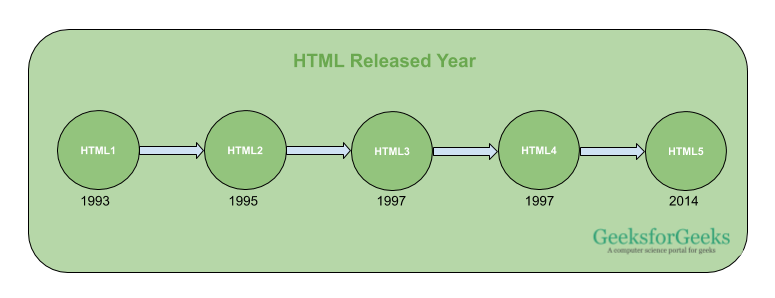 HTML Released Year
HTML1
HTML2
HTML3
HTML4
HTML5
1993
1995
1997
1997
2014
GeeksforGeeks
A computer science portal for geeks